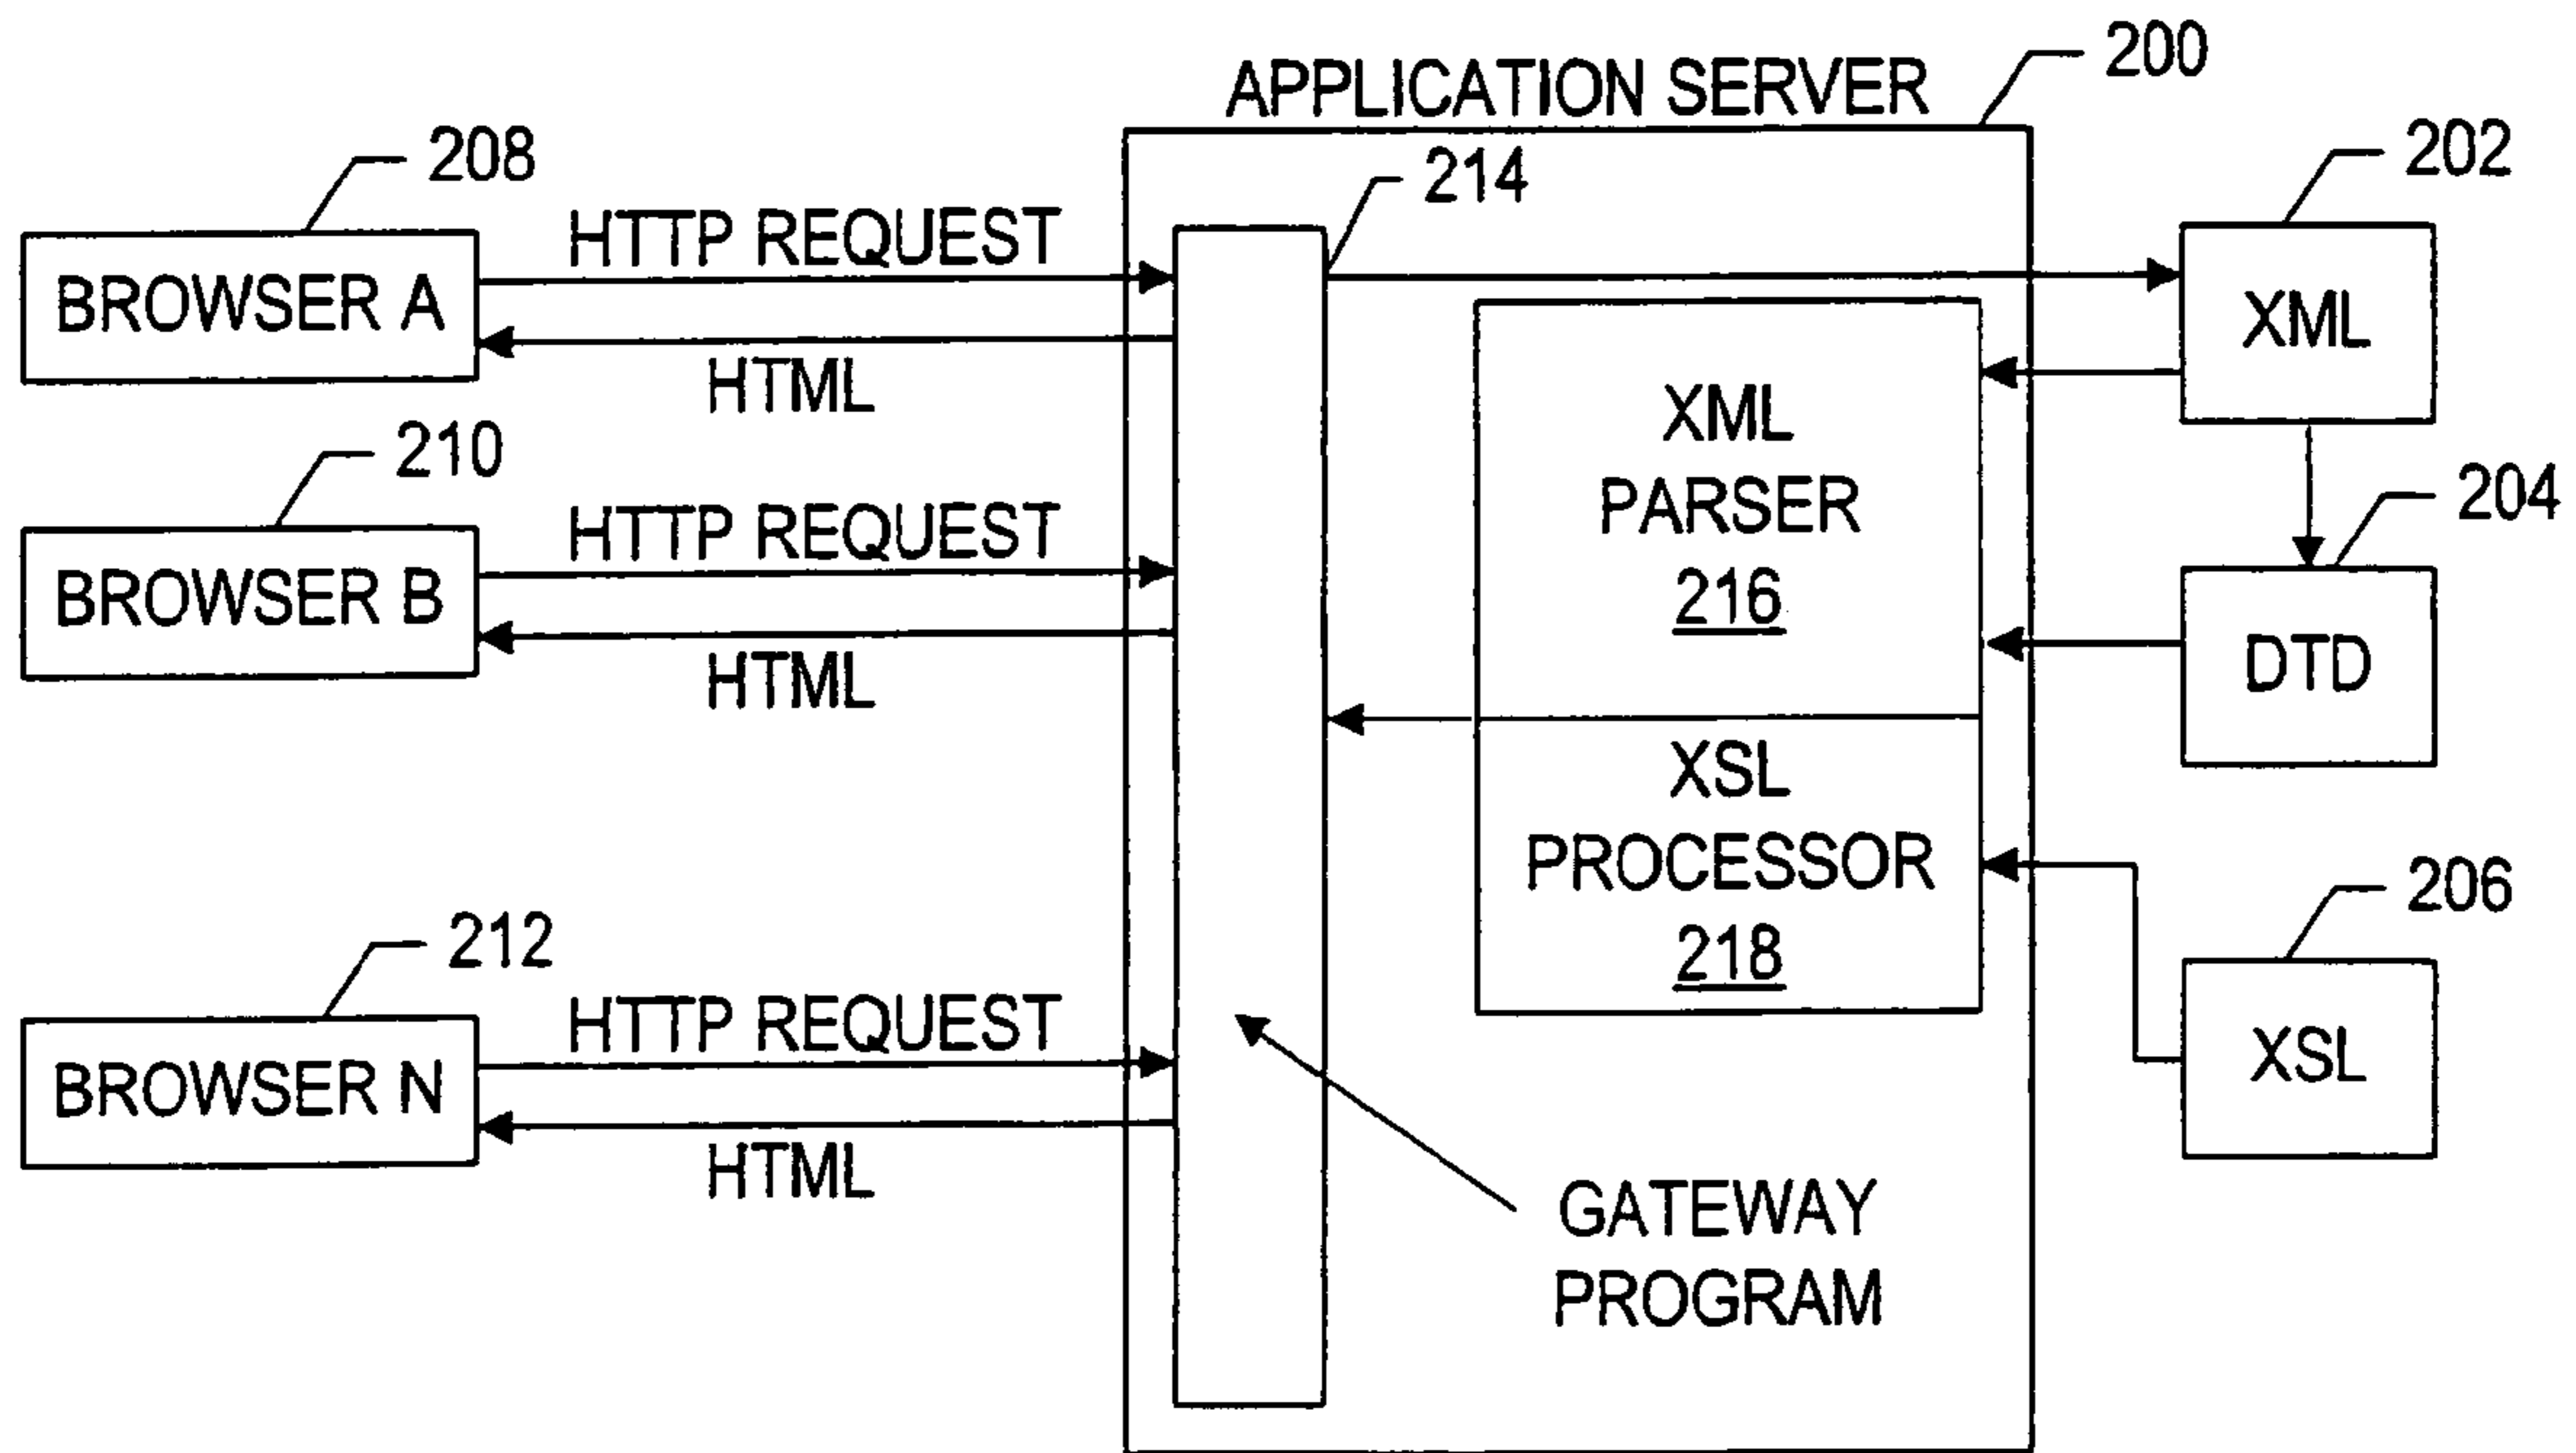 APPLICATION SERVER
200
208
214
202
HTTP REQUEST
BROWSER A
HTML
XML
210
XML
PARSER
216
204
HTTP REQUEST
BROWSER B
HTML
DTD
XSL
PROCESSOR
218
206
212
HTTP REQUEST
BROWSER N
HTML
XSL
GATEWAY
PROGRAM